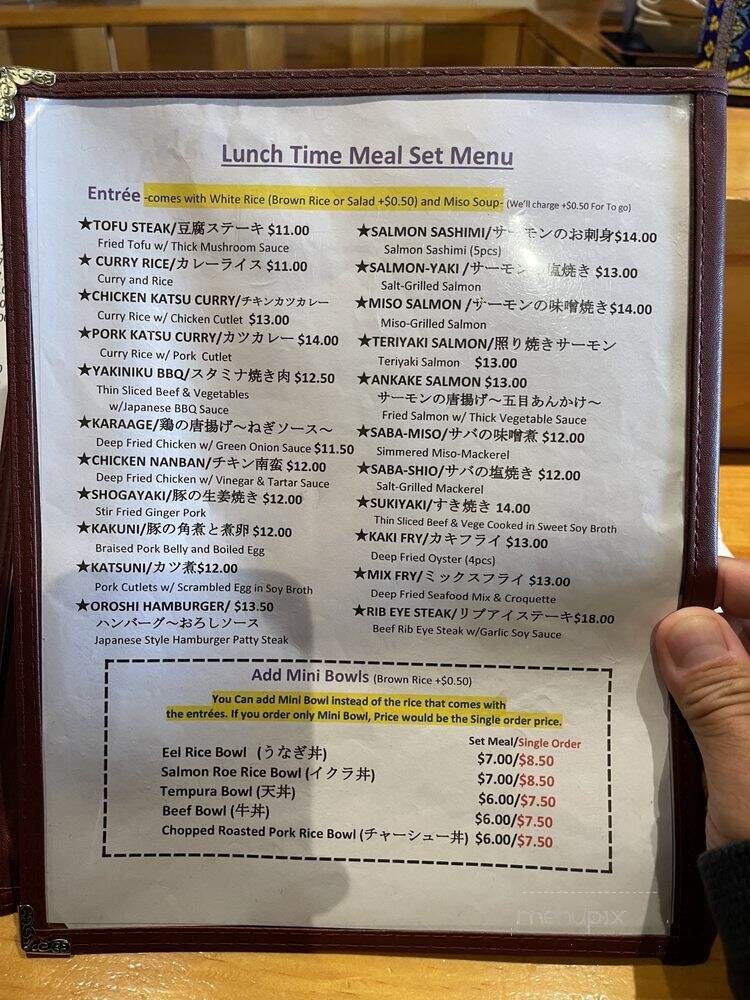 Lunch Time Meal Set Menu
Entrée -comes with White Rice (Brown Rice or Salad +$0.50) and Miso Soup- (We'll charge +$0.50 For To go)
★TOFU STEAK/豆腐ステーキ $11.00
Fried Tofu w/ Thick Mushroom Sauce
★ CURRY RICE/カレーライス $11.00
Curry and Rice
★CHICKEN KATSU CURRY/チキンカツカレー
Curry Rice w/ Chicken Cutlet $13.00
★PORK KATSU CURRY/カツカレー $14.00
Curry Rice w/ Pork Cutlet
★YAKINIKU BBQ/スタミナ焼き肉 $12.50
Thin Sliced Beef & Vegetables
w/Japanese BBQ Sauce
★KARAAGE/鶏の唐揚げ～ねぎソース～
Deep Fried Chicken w/ Green Onion Sauce $11.50
★CHICKEN NANBAN/チキン南蛮 $12.00
Deep Fried Chicken w/ Vinegar & Tartar Sauce
★SHOGAYAKI/豚の生姜焼き $12.00
Stir Fried Ginger Pork
★KAKUNI/豚の角煮と煮卵 $12.00
Braised Pork Belly and Boiled Egg
★KATSUNI/カツ煮$12.00
Pork Cutlets w/ Scrambled Egg in Soy Broth
★OROSHI HAMBURGER/ $13.50
ハンバーグ～おろしソース
Japanese Style Hamburger Patty Steak
★SALMON SASHIMI/サーモンのお刺身$14.00
Salmon Sashimi (5pcs)
★SALMON-YAKI /サーモンの塩焼き $13.00
Salt-Grilled Salmon
★MISO SALMON /サーモンの味噌焼き$14.00
Miso-Grilled Salmon
★TERIYAKI SALMON/照り焼きサーモン
Teriyaki Salmon $13.00
★ANKAKE SALMON $13.00
サーモンの唐揚げ～五目あんかけ～
Fried Salmon w/ Thick Vegetable Sauce
★SABA-MISO/サバの味噌煮 $12.00
Simmered Miso-Mackerel
★SABA-SHIO/サバの塩焼き $12.00
Salt-Grilled Mackerel
★SUKIYAKI/すき焼き 14.00
Thin Sliced Beef & Vege Cooked in Sweet Soy Broth
★KAKI FRY/カキフライ $13.00
Deep Fried Oyster (4pcs)
★MIX FRY/ミックスフライ $13.00
Deep Fried Seafood Mix & Croquette
★RIB EYE STEAK/リブアイステーキ$18.00
Beef Rib Eye Steak w/Garlic Soy Sauce
Add Mini Bowls (Brown Rice +$0.50)
You Can add Mini Bowl instead of the rice that comes with
the entrées. If you order only Mini Bowl, Price would be the Single order price.
Set Meal/Single Order
Eel Rice Bowl (うなぎ丼) $7.00/$8.50
Salmon Roe Rice Bowl (イクラ丼) $7.00/$8.50
Tempura Bowl (天丼) $6.00/$7.50
Beef Bowl (牛丼) $6.00/$7.50
Chopped Roasted Pork Rice Bowl (チャーシュー丼) $6.00/$7.50
menupix